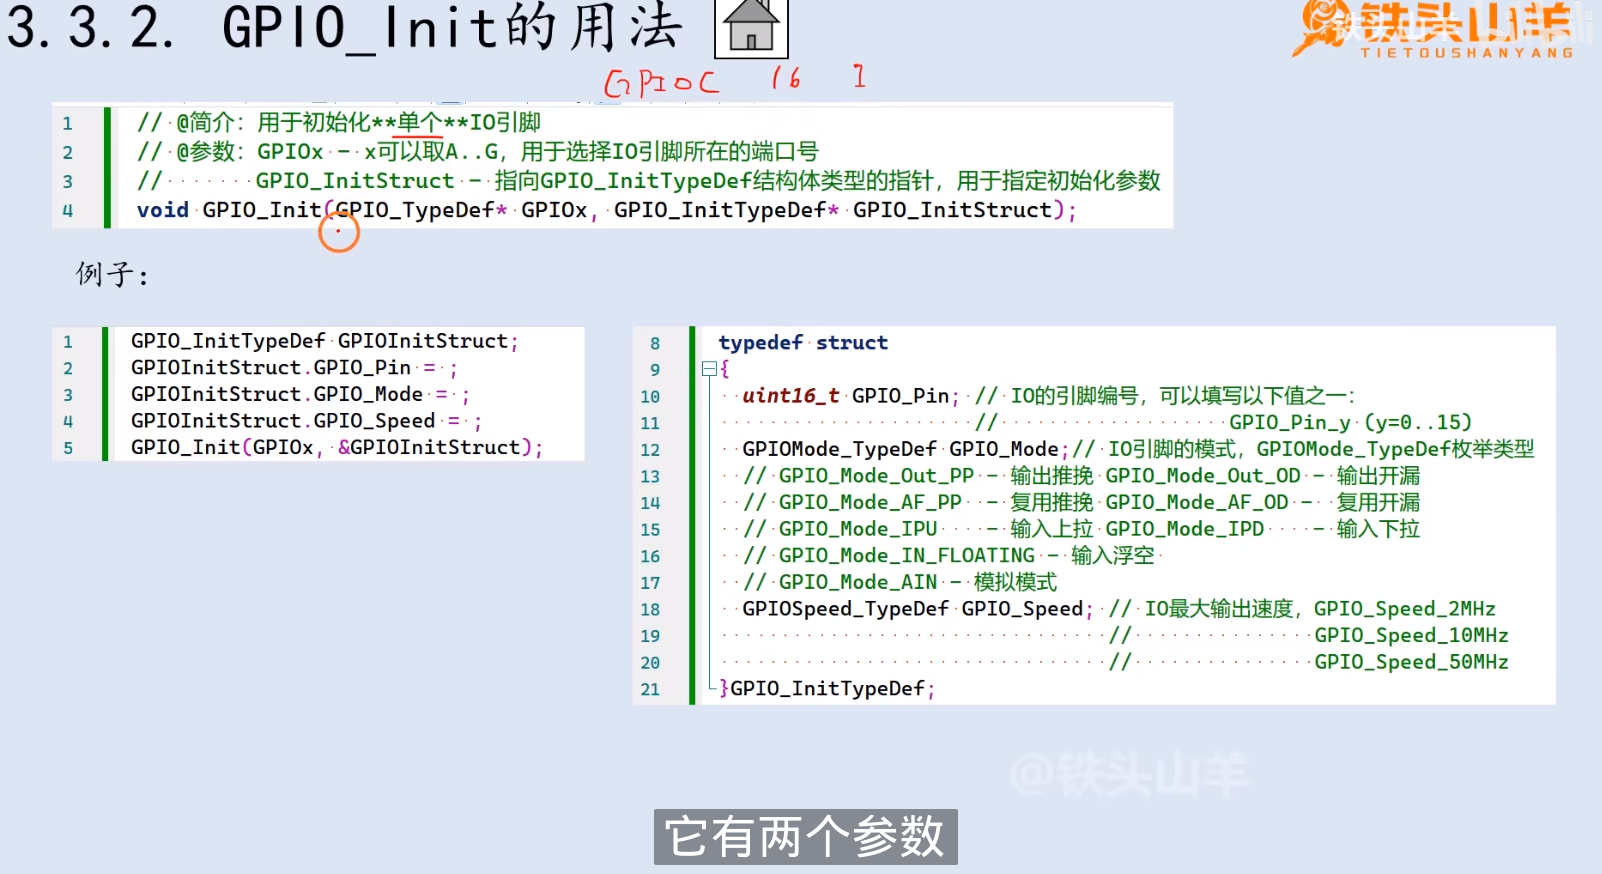 3.3.2. GPIO_Init的用法
铁头山羊
TIETOUSHANYANG
GPIOC 16 1
1 // @简介：用于初始化**单个**IO引脚
2 // @参数：GPIOx - x可以取A..G，用于选择IO引脚所在的端口号
3 // GPIO_InitStruct - 指向GPIO_InitTypeDef结构体类型的指针，用于指定初始化参数
4 void GPIO_Init(GPIO_TypeDef* GPIOx, GPIO_InitTypeDef* GPIO_InitStruct);
例子：
1 GPIO_InitTypeDef GPIOInitStruct;
2 GPIOInitStruct.GPIO_Pin = ;
3 GPIOInitStruct.GPIO_Mode = ;
4 GPIOInitStruct.GPIO_Speed = ;
5 GPIO_Init(GPIOx, &GPIOInitStruct);
8 typedef struct
9 {
10 uint16_t GPIO_Pin; // IO的引脚编号，可以填写以下值之一：
11 // GPIO_Pin_y (y=0..15)
12 GPIOMode_TypeDef GPIO_Mode;// IO引脚的模式，GPIOMode_TypeDef枚举类型
13 // GPIO_Mode_Out_PP - 输出推挽 GPIO_Mode_Out_OD - 输出开漏
14 // GPIO_Mode_AF_PP - 复用推挽 GPIO_Mode_AF_OD - 复用开漏
15 // GPIO_Mode_IPU - 输入上拉 GPIO_Mode_IPD - 输入下拉
16 // GPIO_Mode_IN_FLOATING - 输入浮空
17 // GPIO_Mode_AIN - 模拟模式
18 GPIOSpeed_TypeDef GPIO_Speed; // IO最大输出速度，GPIO_Speed_2MHz
19 // GPIO_Speed_10MHz
20 // GPIO_Speed_50MHz
21 }GPIO_InitTypeDef;
@铁头山羊
它有两个参数